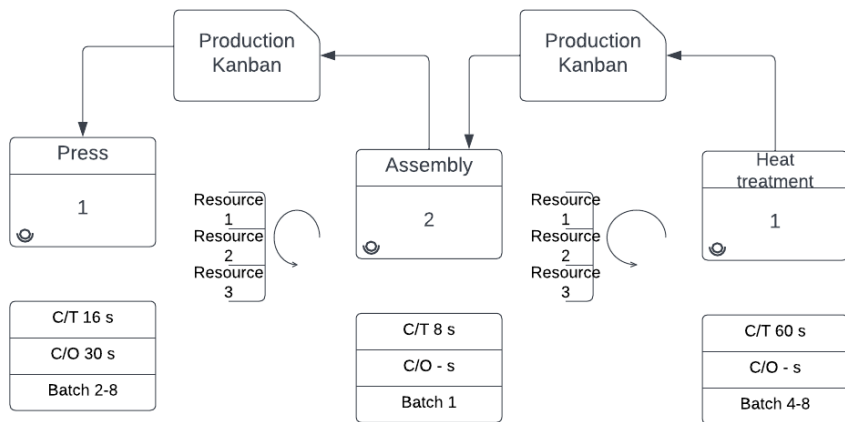 Production
Kanban
Production
Kanban
Press
1
Assembly
2
Heat
treatment
1
Resource
1
Resource
2
Resource
3
Resource
1
Resource
2
Resource
3
C/T 16 s
C/O 30 s
Batch 2-8
C/T 8 s
C/O - s
Batch 1
C/T 60 s
C/O - s
Batch 4-8